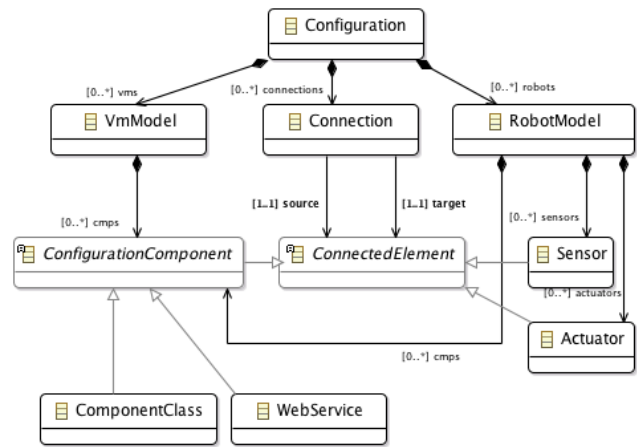 Configuration
[0..*] vms
[0..*] connections
[0..*] robots
VmModel
Connection
RobotModel
[1..1] source
[1..1] target
[0..*] cmps
[0..*] sensors
ConfigurationComponent
ConnectedElement
Sensor
[0..*] actuators
Actuator
[0..*] cmps
ComponentClass
WebService